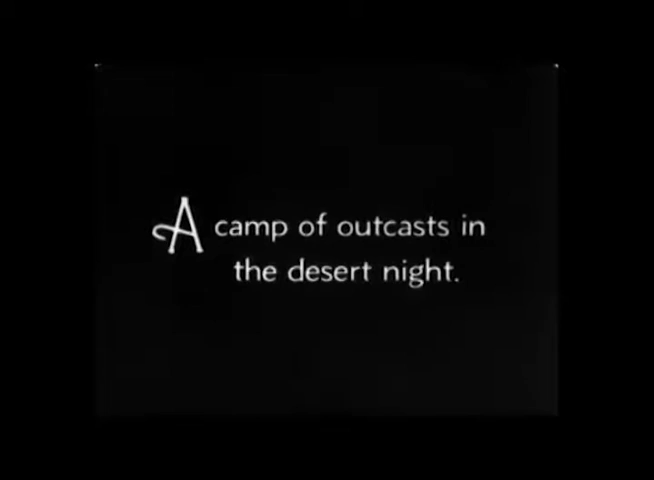 A camp of outcasts in
the desert night.